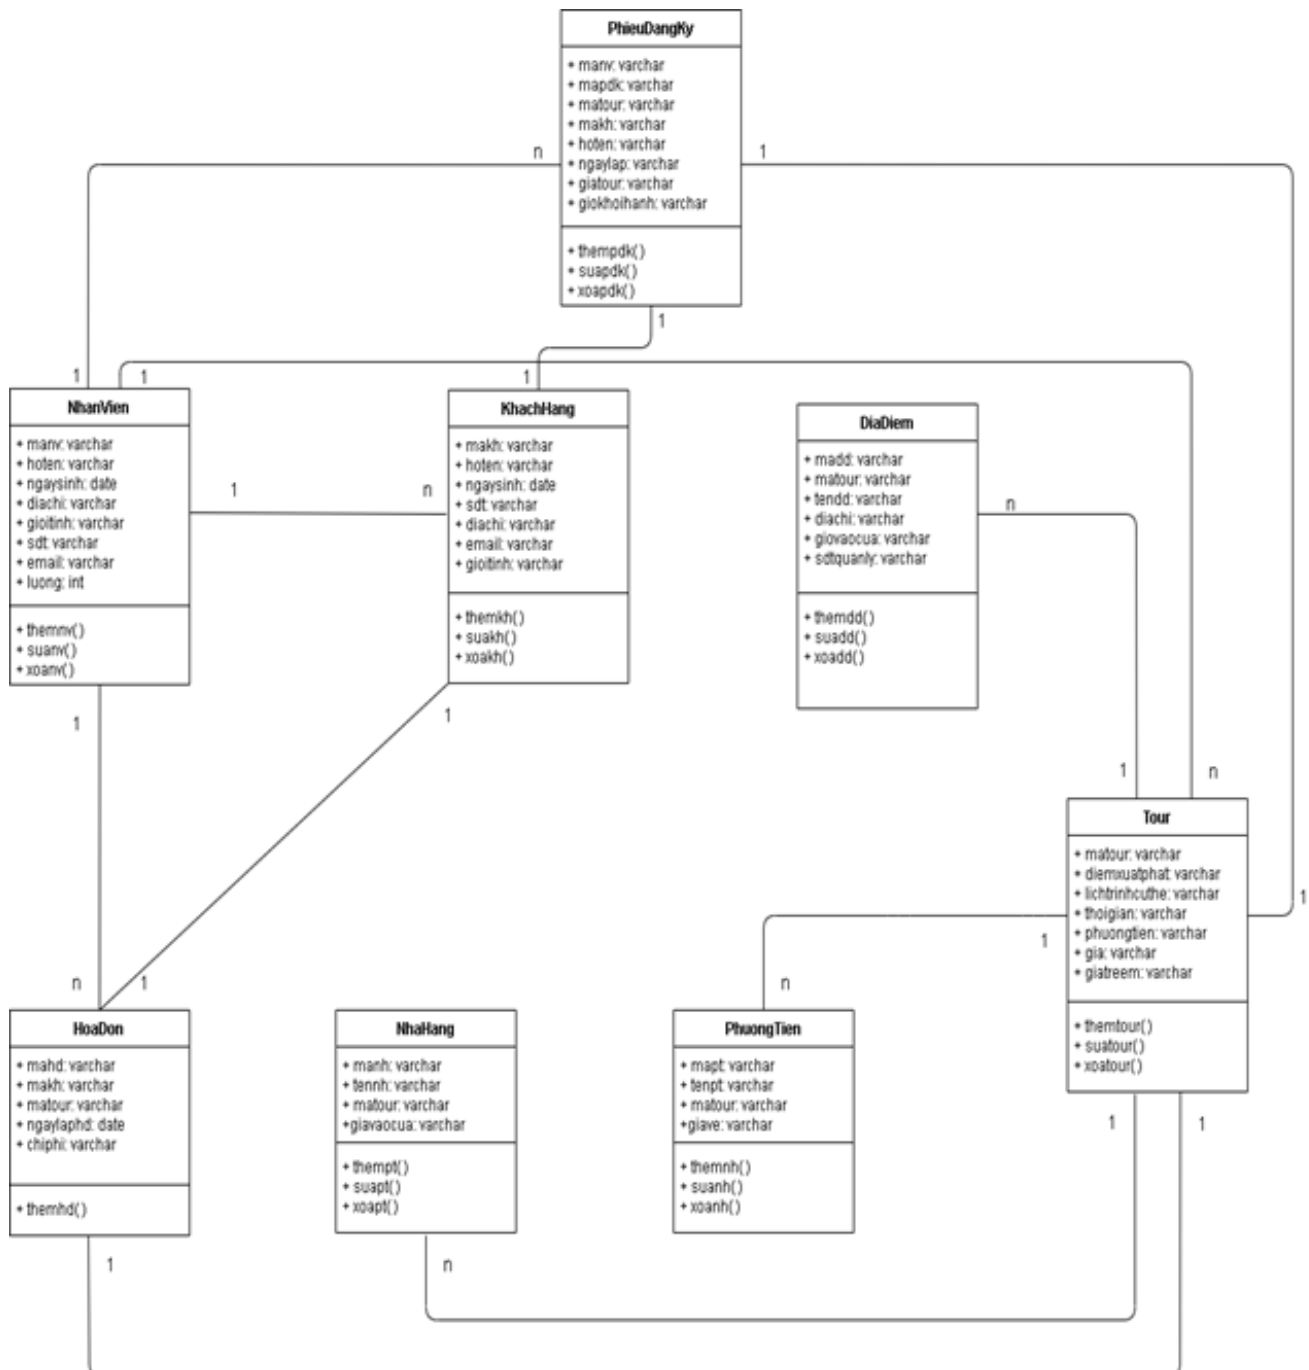 PhieuDangKy
+ manv: varchar
+ mapdk: varchar
+ matour: varchar
+ makh: varchar
+ hoten: varchar
+ ngaylap: varchar
+ giatour: varchar
+ giokhoihanh: varchar
+ thempdk()
+ suapdk()
+ xoapdk()
n
1
1
1
1
1
NhanVien
+ manv: varchar
+ hoten: varchar
+ ngaysinh: date
+ diachi: varchar
+ gioitinh: varchar
+ sdt: varchar
+ email: varchar
+ luong: int
+ themnv()
+ suanv()
+ xoanv()
1
n
KhachHang
+ makh: varchar
+ hoten: varchar
+ ngaysinh: date
+ sdt: varchar
+ diachi: varchar
+ email: varchar
+ gioitinh: varchar
+ themkh()
+ suakh()
+ xoakh()
DiaDiem
+ madd: varchar
+ matour: varchar
+ tendd: varchar
+ diachi: varchar
+ giovaocua: varchar
+ sdtquanly: varchar
+ themdd()
+ suadd()
+ xoadd()
n
1
1
1
n
Tour
+ matour: varchar
+ diemxuatphat: varchar
+ lichtrinhcuthe: varchar
+ thoigian: varchar
+ phuongtien: varchar
+ gia: varchar
+ giatreem: varchar
+ themtour()
+ suatour()
+ xoatour()
1
1
n
1
n
HoaDon
+ mahd: varchar
+ makh: varchar
+ matour: varchar
+ ngaylaphd: date
+ chiphi: varchar
+ themhd()
NhaHang
+ manh: varchar
+ tennh: varchar
+ matour: varchar
+giavaocua: varchar
+ thempt()
+ suapt()
+ xoapt()
PhuongTien
+ mapt: varchar
+ tenpt: varchar
+ matour: varchar
+giave: varchar
+ themnh()
+ suanh()
+ xoanh()
1
1
1
n